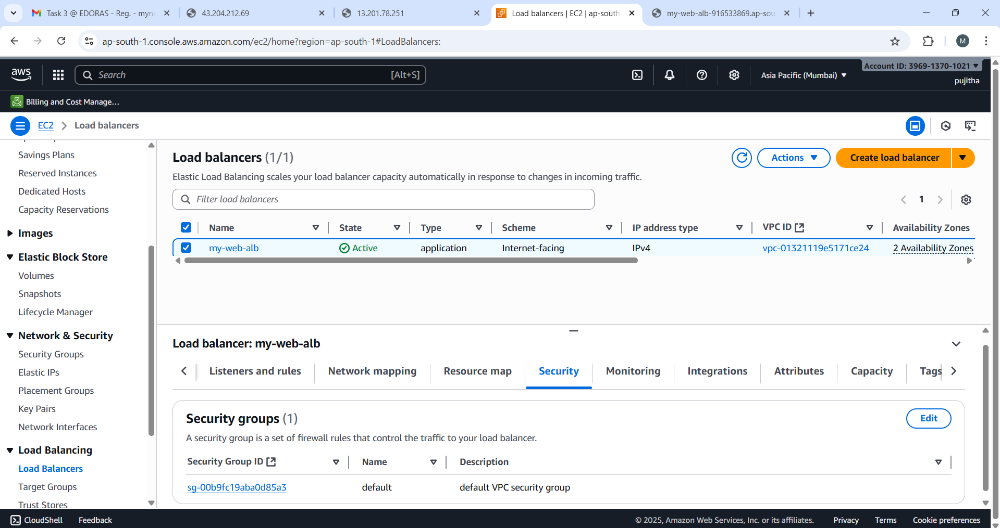 Task 3 @ EDORAS - Reg. - myna
43.204.212.69
13.201.78.251
Load balancers | EC2 | ap-south
my-web-alb-916533869.ap-sou
ap-south-1.console.aws.amazon.com/ec2/home?region=ap-south-1#LoadBalancers:
M
aws
Search
[Alt+S]
Asia Pacific (Mumbai)
Account ID: 3969-1370-1021
pujitha
Billing and Cost Manage...
EC2
Load balancers
Savings Plans
Reserved Instances
Dedicated Hosts
Capacity Reservations
Images
Elastic Block Store
Volumes
Snapshots
Lifecycle Manager
Network & Security
Security Groups
Elastic IPs
Placement Groups
Key Pairs
Network Interfaces
Load Balancing
Load Balancers
Target Groups
Trust Stores
Load balancers (1/1)
Actions
Create load balancer
Elastic Load Balancing scales your load balancer capacity automatically in response to changes in incoming traffic.
Filter load balancers
1
Name State Type Scheme IP address type VPC ID Availability Zones
my-web-alb Active application Internet-facing IPv4 vpc-01321119e5171ce24 2 Availability Zones
Load balancer: my-web-alb
Listeners and rules Network mapping Resource map Security Monitoring Integrations Attributes Capacity Tags
Security groups (1)
Edit
A security group is a set of firewall rules that control the traffic to your load balancer.
Security Group ID Name Description
sg-00b9fc19aba0d85a3 default default VPC security group
CloudShell Feedback © 2025, Amazon Web Services, Inc. or its affiliates. Privacy Terms Cookie preferences